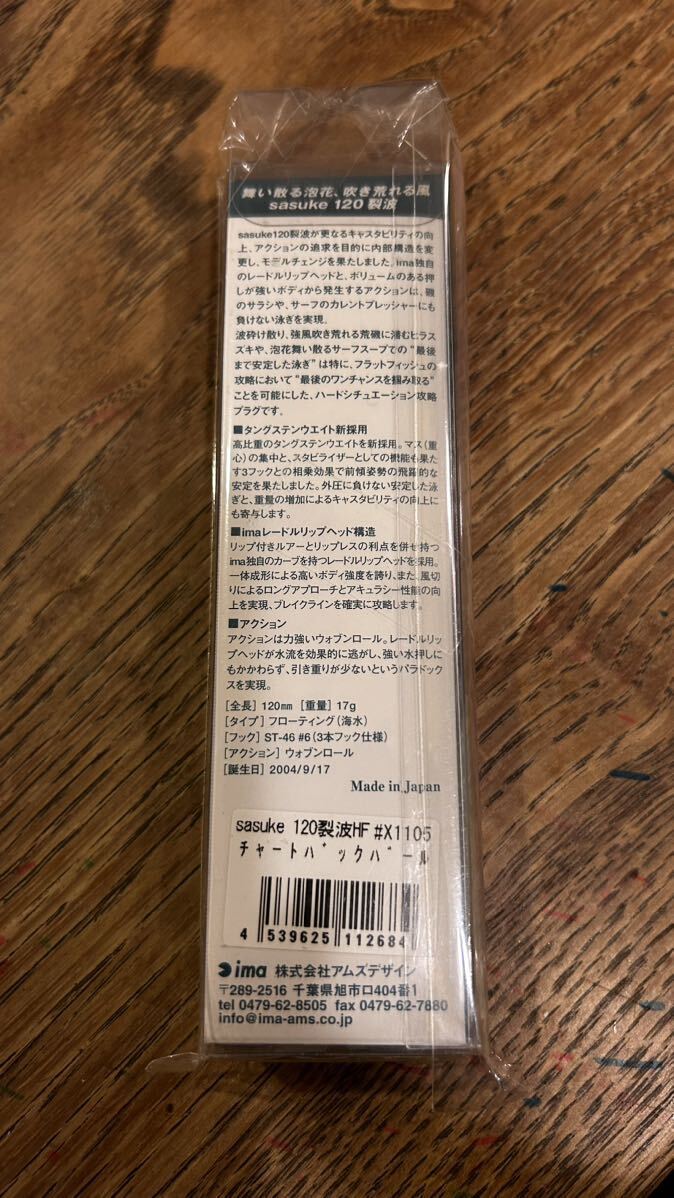 舞い散る泡花、吹き荒れる風
sasuke 120 裂波
sasuke120裂波が更なるキャスタビリティの向
上、アクションの追求を目的に内部構造を変
更し、モデルチェンジを果たしました。ima独自
のレードルリップヘッドと、ボリュームのある押
しが強いボディから発生するアクションは、磯
のサラシや、サーフのカレントプレッシャーにも
負けない泳ぎを実現。
波砕け散り、強風吹き荒れる荒磯に潜むヒラス
ズキや、泡花舞い散るサーフスープでの“最後
まで安定した泳ぎ”は特に、フラットフィッシュの
攻略において“最後のワンチャンスを掴み取る”
ことを可能にした、ハードシチュエーション攻略
プラグです。
■タングステンウエイト新採用
高比重のタングステンウエイトを新採用。マス（重
心）の集中と、スタビライザーとしての機能も果た
す3フックとの相乗効果で前傾姿勢の飛躍的な
安定を果たしました。外圧に負けない安定した泳
ぎと、重量の増加によるキャスタビリティの向上に
も寄与します。
■imaレードルリップヘッド構造
リップ付きルアーとリップレスの利点を併せ持つ
ima独自のカーブを持つレードルリップヘッドを採用。
一体成形による高いボディ強度を誇り、また、風切
りによるロングアプローチとアキュラシー性能の向
上を実現、ブレイクラインを確実に攻略します。
■アクション
アクションは力強いウォブンロール。レードルリッ
プヘッドが水流を効果的に逃がし、強い水押しに
もかかわらず、引き重りが少ないというパラドック
スを実現。
[全長] 120mm [重量] 17g
[タイプ] フローティング（海水）
[フック] ST-46 #6（3本フック仕様）
[アクション] ウォブンロール
[誕生日] 2004/9/17
Made in Japan
sasuke 120裂波HF #X1105
チャートバックパール
4 539625 112684
ima 株式会社アムズデザイン
〒289-2516 千葉県旭市ロ404番1
tel 0479-62-8505 fax 0479-62-7880
info@ima-ams.co.jp